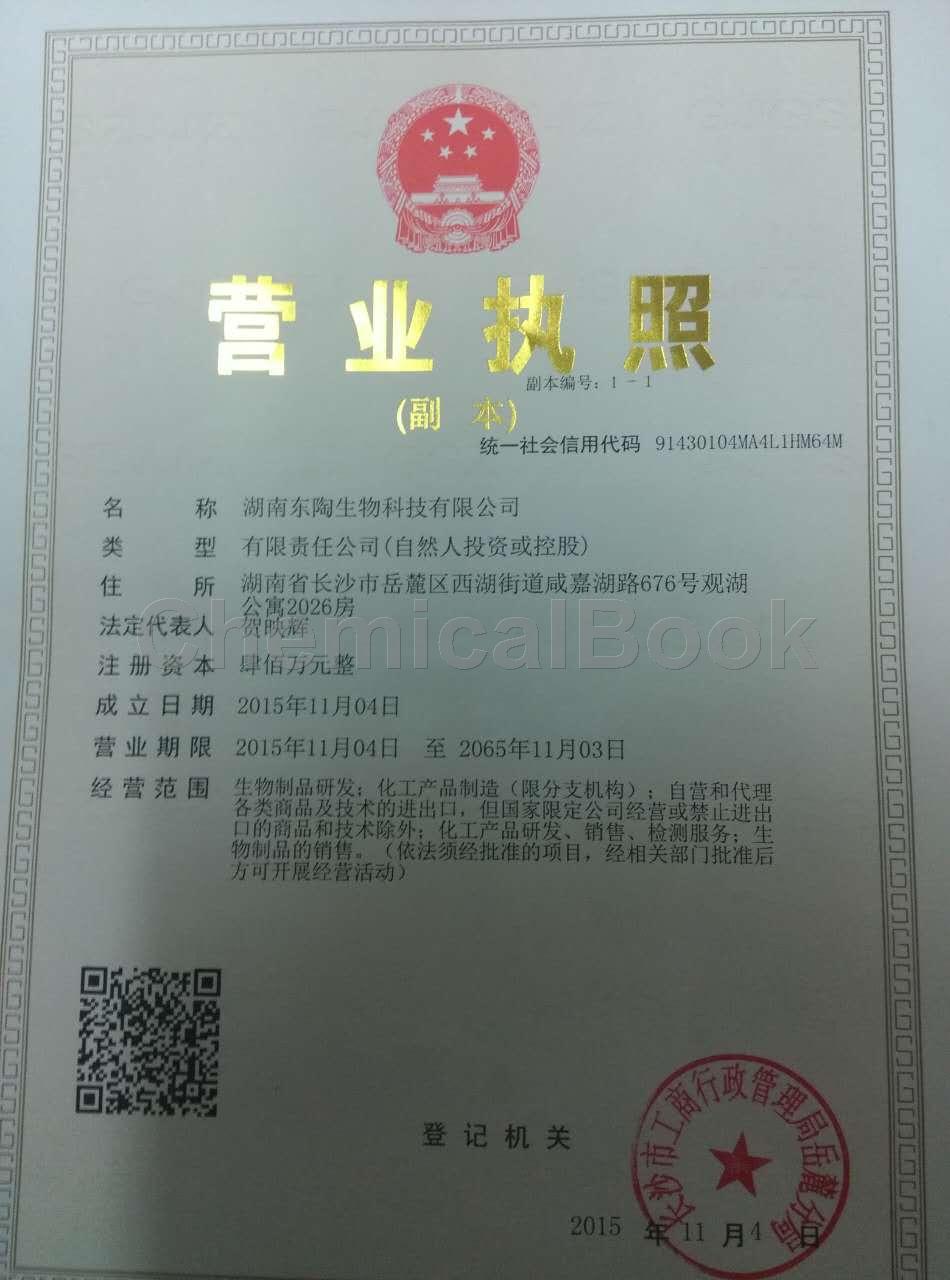 营业执照
副本编号：1－1
(副 本)
统一社会信用代码 91430104MA4L1HM64M
名 称 湖南东陶生物科技有限公司
类 型 有限责任公司(自然人投资或控股)
住 所 湖南省长沙市岳麓区西湖街道咸嘉湖路676号观湖
公寓2026房
法定代表人 贺映辉
ChemicalBook
注册资本 肆佰万元整
成立日期 2015年11月04日
营业期限 2015年11月04日 至 2065年11月03日
经营范围 生物制品研发；化工产品制造（限分支机构）；自营和代理
各类商品及技术的进出口，但国家限定公司经营或禁止进出
口的商品和技术除外；化工产品研发、销售、检测服务；生
物制品的销售。（依法须经批准的项目，经相关部门批准后
方可开展经营活动）
登记机关
长沙市工商行政管理局岳麓分局
2015 年 11 月 4 日